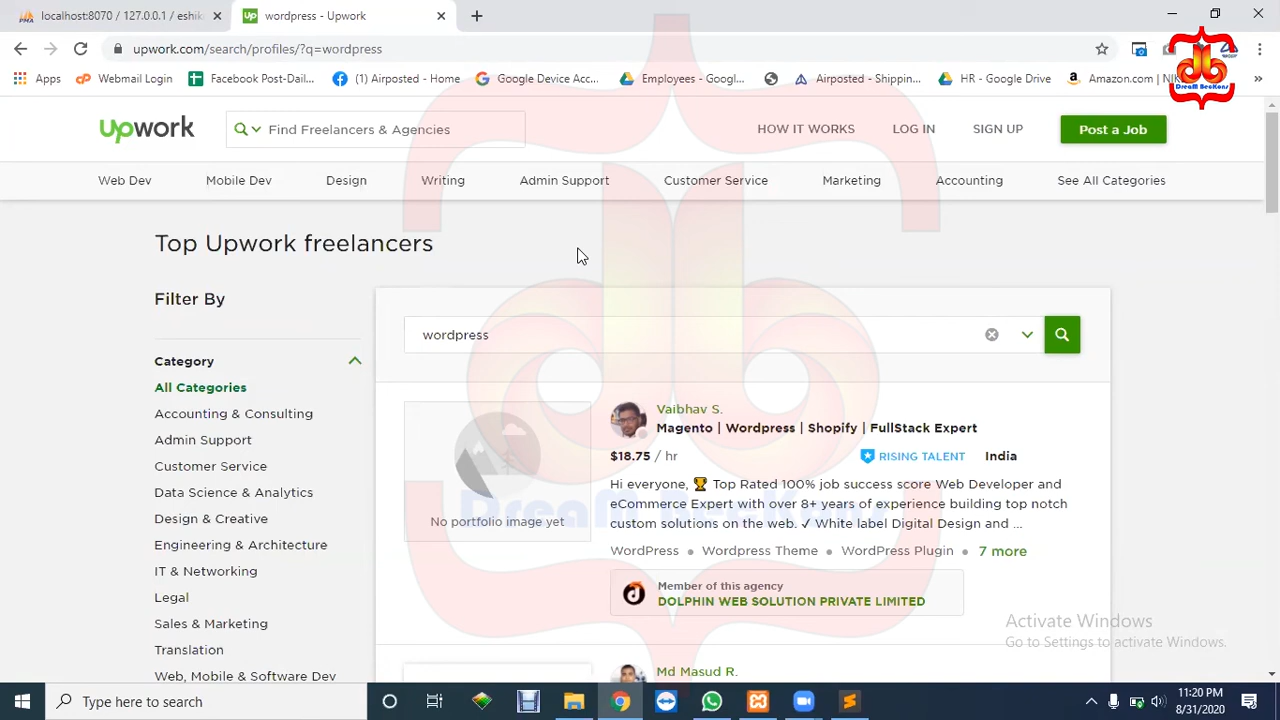 localhost:8070 / 127.0.0.1 / eshik
wordpress - Upwork
upwork.com/search/profiles/?q=wordpress
Apps
Webmail Login
Facebook Post-Dail...
(1) Airposted - Home
Google Device Acc...
Employees - Googl...
Airposted - Shippin...
HR - Google Drive
Amazon.com | NIK
DreaM BeeKons
upwork
Find Freelancers & Agencies
HOW IT WORKS
LOG IN
SIGN UP
Post a Job
Web Dev
Mobile Dev
Design
Writing
Admin Support
Customer Service
Marketing
Accounting
See All Categories
Top Upwork freelancers
Filter By
Category
All Categories
Accounting & Consulting
Admin Support
Customer Service
Data Science & Analytics
Design & Creative
Engineering & Architecture
IT & Networking
Legal
Sales & Marketing
Translation
Web, Mobile & Software Dev
wordpress
No portfolio image yet
Vaibhav S.
Magento | Wordpress | Shopify | FullStack Expert
$18.75 / hr
RISING TALENT
India
Hi everyone, 🏆 Top Rated 100% job success score Web Developer and
eCommerce Expert with over 8+ years of experience building top notch
custom solutions on the web. ✓ White label Digital Design and ...
WordPress
Wordpress Theme
WordPress Plugin
7 more
Member of this agency
DOLPHIN WEB SOLUTION PRIVATE LIMITED
Md Masud R.
DreaM BeeKons
Activate Windows
Go to Settings to activate Windows.
Type here to search
11:20 PM
8/31/2020